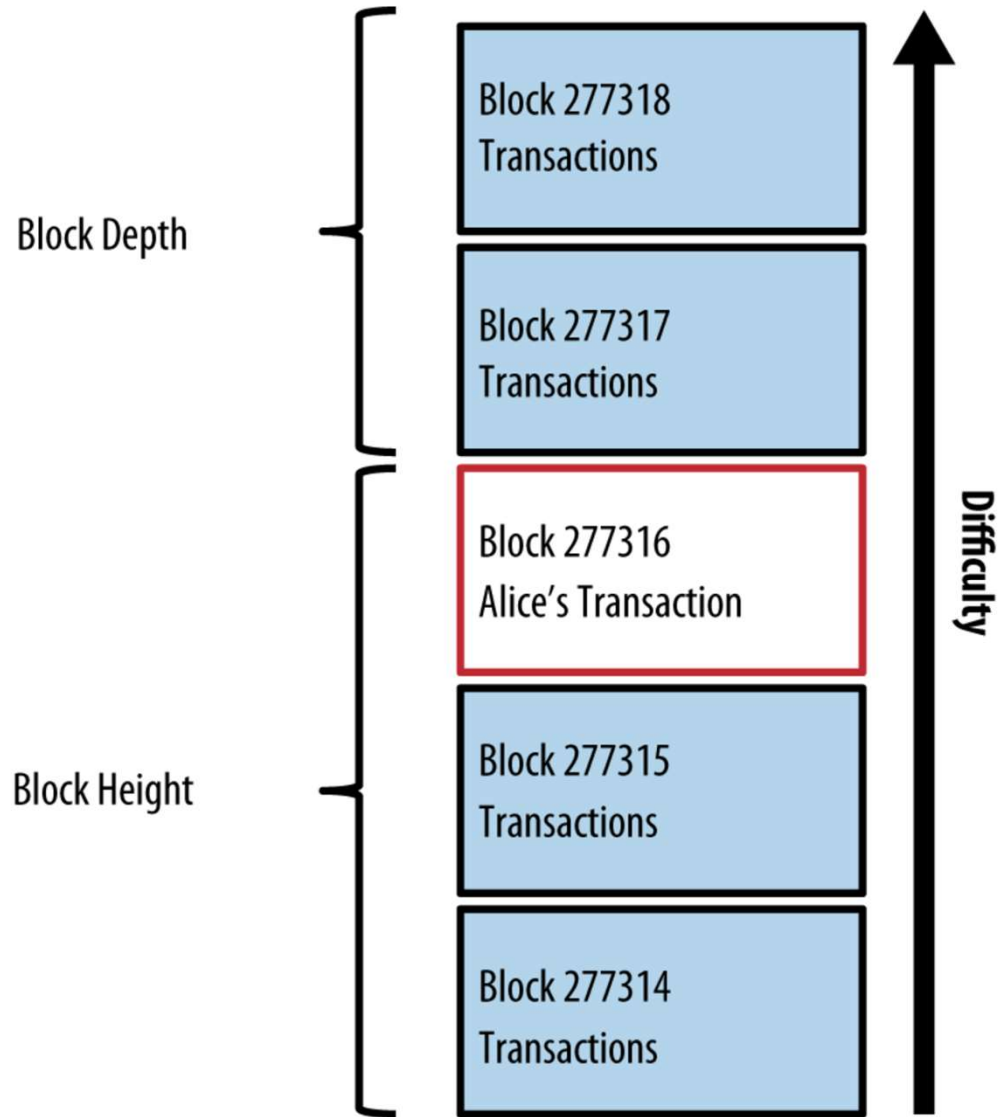 Block Depth
Block 277318
Transactions
Block 277317
Transactions
Block Height
Block 277316
Alice’s Transaction
Block 277315
Transactions
Block 277314
Transactions
Difficulty